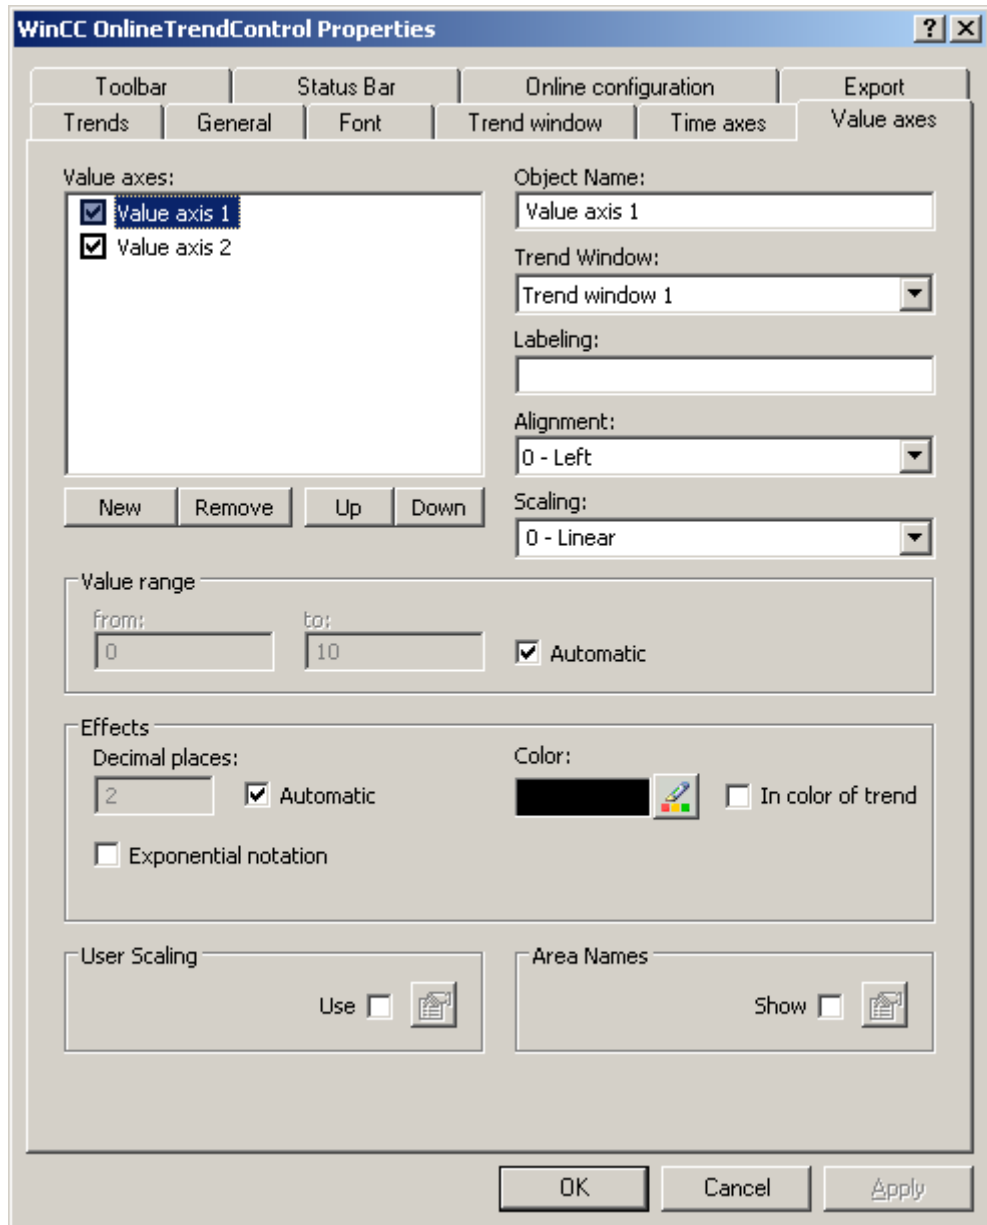 WinCC OnlineTrendControl Properties
Toolbar Status Bar Online configuration Export
Trends General Font Trend window Time axes Value axes
Value axes:
Value axis 1
Value axis 2
New Remove Up Down
Object Name:
Value axis 1
Trend Window:
Trend window 1
Labeling:
Alignment:
0 - Left
Scaling:
0 - Linear
Value range
from: to:
0 10 Automatic
Effects
Decimal places: Color:
2 Automatic In color of trend
Exponential notation
User Scaling Area Names
Use Show
OK Cancel Apply